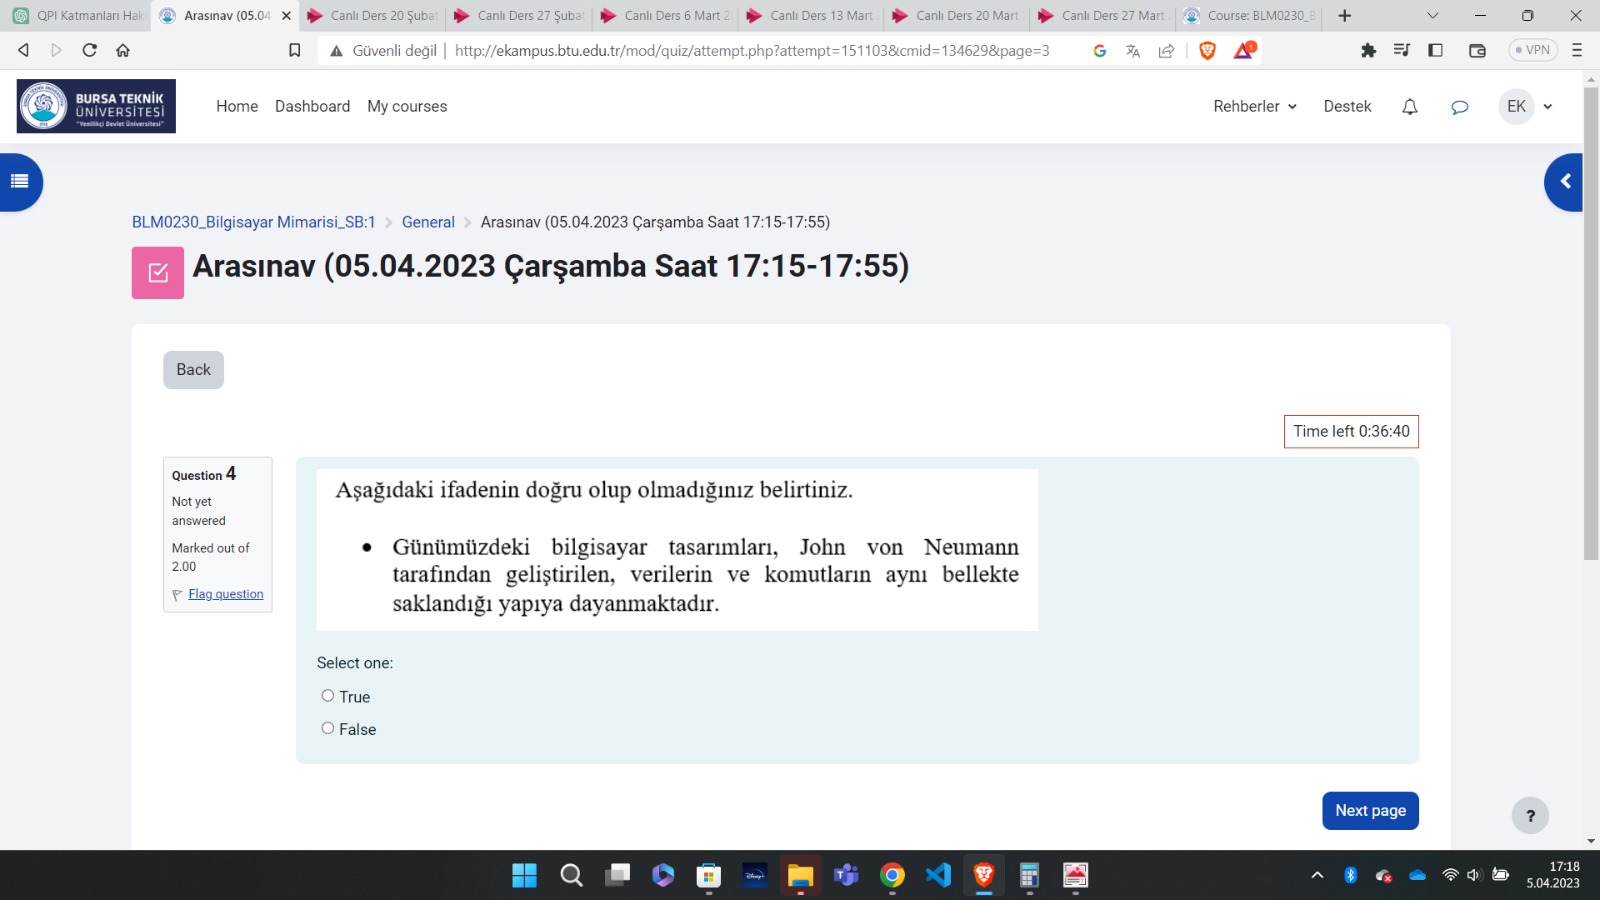 QPI Katmanları Hak
Arasınav (05.04
Canlı Ders 20 Şubat
Canlı Ders 27 Şubat
Canlı Ders 6 Mart 2
Canlı Ders 13 Mart
Canlı Ders 20 Mart
Canlı Ders 27 Mart
Course: BLM0230_B
Güvenli değil
http://ekampus.btu.edu.tr/mod/quiz/attempt.php?attempt=151103&cmid=134629&page=3
1
VPN
BURSA TEKNİK
ÜNİVERSİTESİ
"Yenilikçi Devlet Üniversitesi"
Home
Dashboard
My courses
Rehberler
Destek
EK
BLM0230_Bilgisayar Mimarisi_SB:1
General
Arasınav (05.04.2023 Çarşamba Saat 17:15-17:55)
Arasınav (05.04.2023 Çarşamba Saat 17:15-17:55)
Back
Time left 0:36:40
Question 4
Not yet
answered
Marked out of
2.00
Flag question
Aşağıdaki ifadenin doğru olup olmadığınız belirtiniz.
• Günümüzdeki bilgisayar tasarımları, John von Neumann
tarafından geliştirilen, verilerin ve komutların aynı bellekte
saklandığı yapıya dayanmaktadır.
Select one:
True
False
Next page
?
Disney+
17:18
5.04.2023